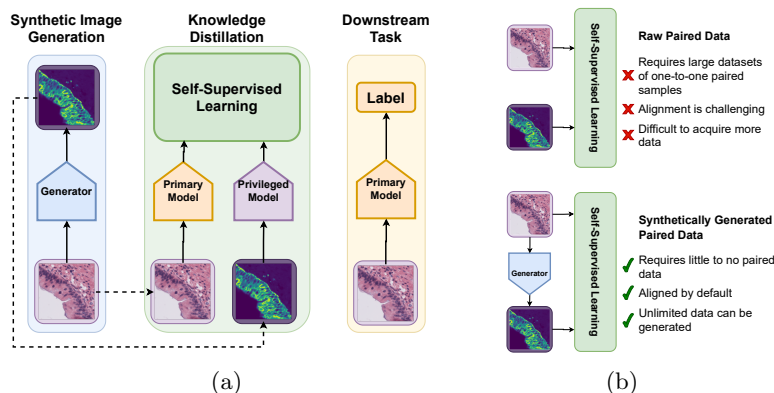 Synthetic Image
Generation
Generator
Knowledge
Distillation
Self-Supervised
Learning
Primary
Model
Privileged
Model
Downstream
Task
Label
Primary
Model
(a)
Self-Supervised Learning
Raw Paired Data
Requires large datasets
of one-to-one paired
samples
Alignment is challenging
Difficult to acquire more
data
Generator
Self-Supervised Learning
Synthetically Generated
Paired Data
Requires little to no paired
data
Aligned by default
Unlimited data can be
generated
(b)